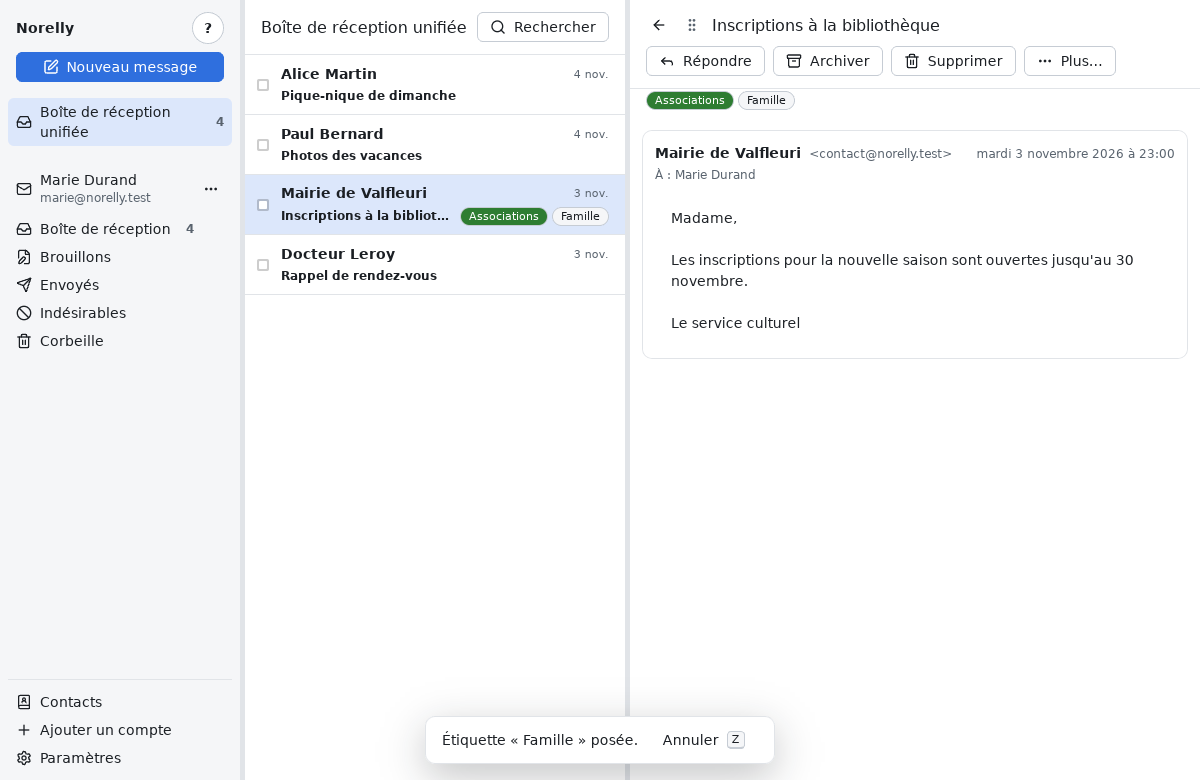 Norelly
?
Nouveau message
Boîte de réception
unifiée
4
Marie Durand
marie@norelly.test
Boîte de réception 4
Brouillons
Envoyés
Indésirables
Corbeille
Contacts
Ajouter un compte
Paramètres
Boîte de réception unifiée
Rechercher
Alice Martin 4 nov.
Pique-nique de dimanche
Paul Bernard 4 nov.
Photos des vacances
Mairie de Valfleuri 3 nov.
Inscriptions à la bibliot… Associations Famille
Docteur Leroy 3 nov.
Rappel de rendez-vous
Inscriptions à la bibliothèque
Répondre Archiver Supprimer Plus…
Associations Famille
Mairie de Valfleuri <contact@norelly.test> mardi 3 novembre 2026 à 23:00
À : Marie Durand
Madame,
Les inscriptions pour la nouvelle saison sont ouvertes jusqu'au 30
novembre.
Le service culturel
Étiquette « Famille » posée. Annuler Z